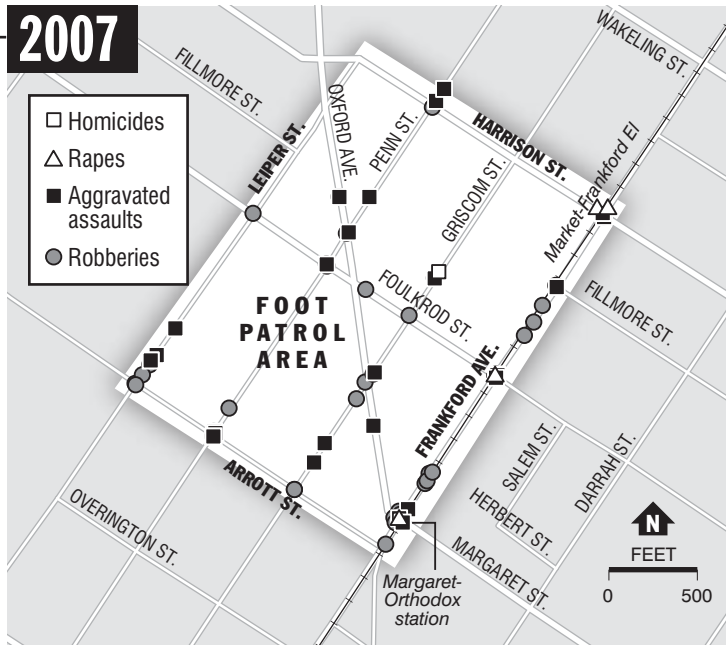 2007
Homicides
Rapes
Aggravated
assaults
Robberies
FILLMORE ST.
WAKELING ST.
LEIPER ST.
OXFORD AVE.
PENN ST.
HARRISON ST.
GRISCOM ST.
Market-Frankford El
FOOT
PATROL
AREA
FOULKROD ST.
FILLMORE ST.
FRANKFORD AVE.
SALEM ST.
DARRAH ST.
HERBERT ST.
ARROTT ST.
OVERINGTON ST.
MARGARET ST.
Margaret-
Orthodox
station
N
FEET
0 500